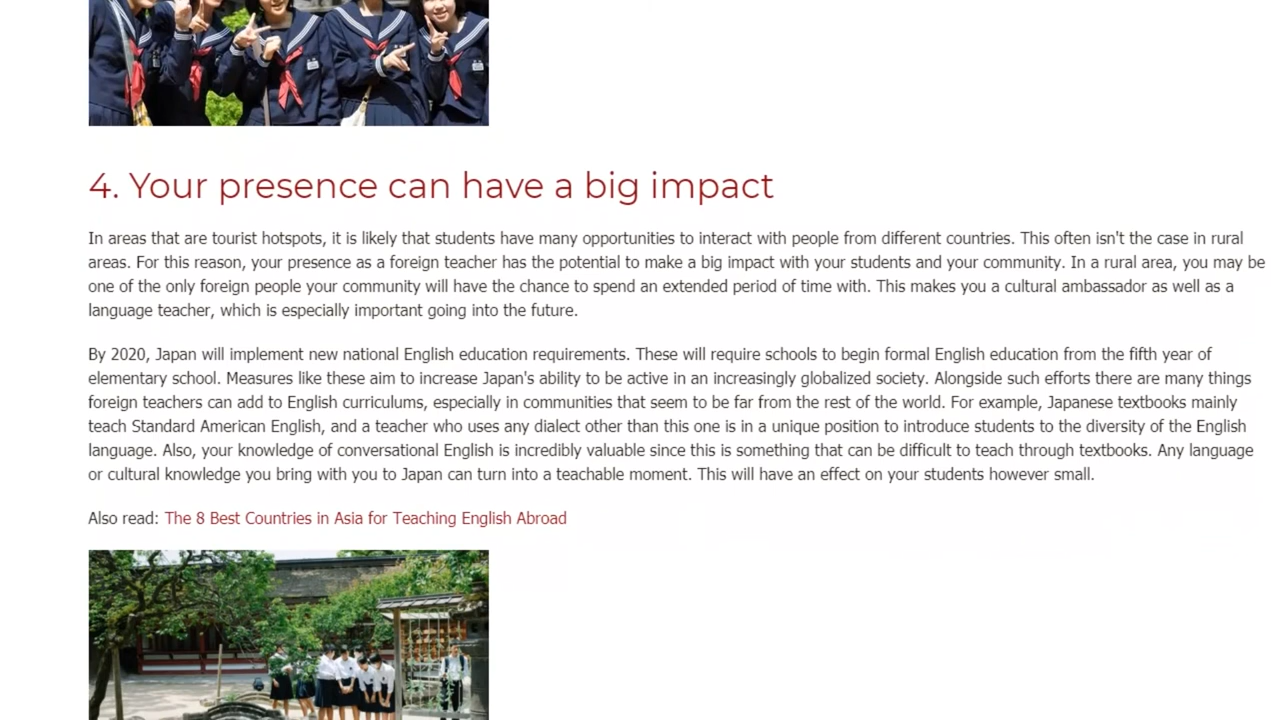 4. Your presence can have a big impact
In areas that are tourist hotspots, it is likely that students have many opportunities to interact with people from different countries. This often isn't the case in rural
areas. For this reason, your presence as a foreign teacher has the potential to make a big impact with your students and your community. In a rural area, you may be
one of the only foreign people your community will have the chance to spend an extended period of time with. This makes you a cultural ambassador as well as a
language teacher, which is especially important going into the future.
By 2020, Japan will implement new national English education requirements. These will require schools to begin formal English education from the fifth year of
elementary school. Measures like these aim to increase Japan's ability to be active in an increasingly globalized society. Alongside such efforts there are many things
foreign teachers can add to English curriculums, especially in communities that seem to be far from the rest of the world. For example, Japanese textbooks mainly
teach Standard American English, and a teacher who uses any dialect other than this one is in a unique position to introduce students to the diversity of the English
language. Also, your knowledge of conversational English is incredibly valuable since this is something that can be difficult to teach through textbooks. Any language
or cultural knowledge you bring with you to Japan can turn into a teachable moment. This will have an effect on your students however small.
Also read: The 8 Best Countries in Asia for Teaching English Abroad